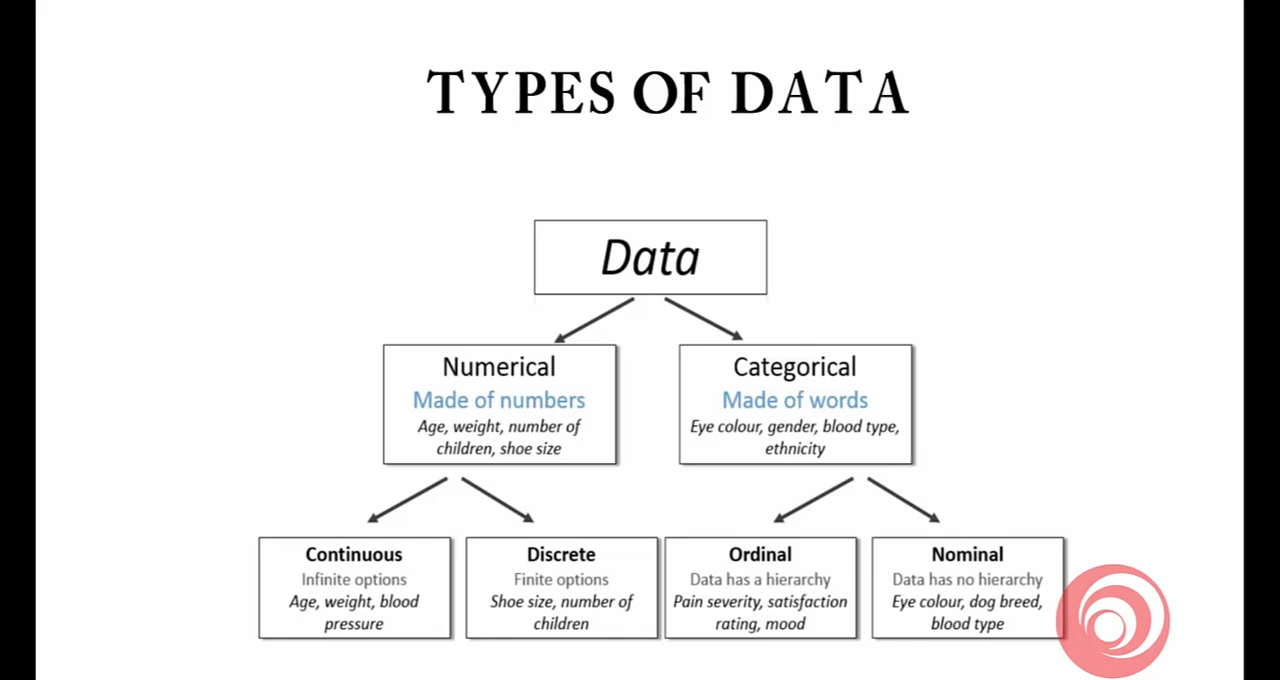 TYPES OF DATA
Data
Numerical
Made of numbers
Age, weight, number of
children, shoe size
Categorical
Made of words
Eye colour, gender, blood type,
ethnicity
Continuous
Infinite options
Age, weight, blood
pressure
Discrete
Finite options
Shoe size, number of
children
Ordinal
Data has a hierarchy
Pain severity, satisfaction
rating, mood
Nominal
Data has no hierarchy
Eye colour, dog breed,
blood type